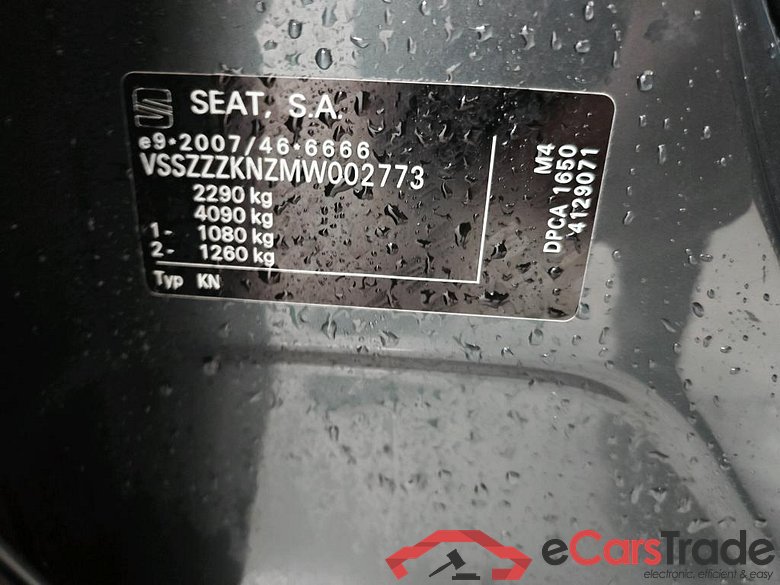 SEAT, S.A.
e9*2007/46*6666
VSSZZZKNZMW002773
2290 kg
4090 kg
1- 1080 kg
2- 1260 kg
Typ KN
M4
DPCA 1650
4129071
eCarsTrade
electronic, efficient & easy